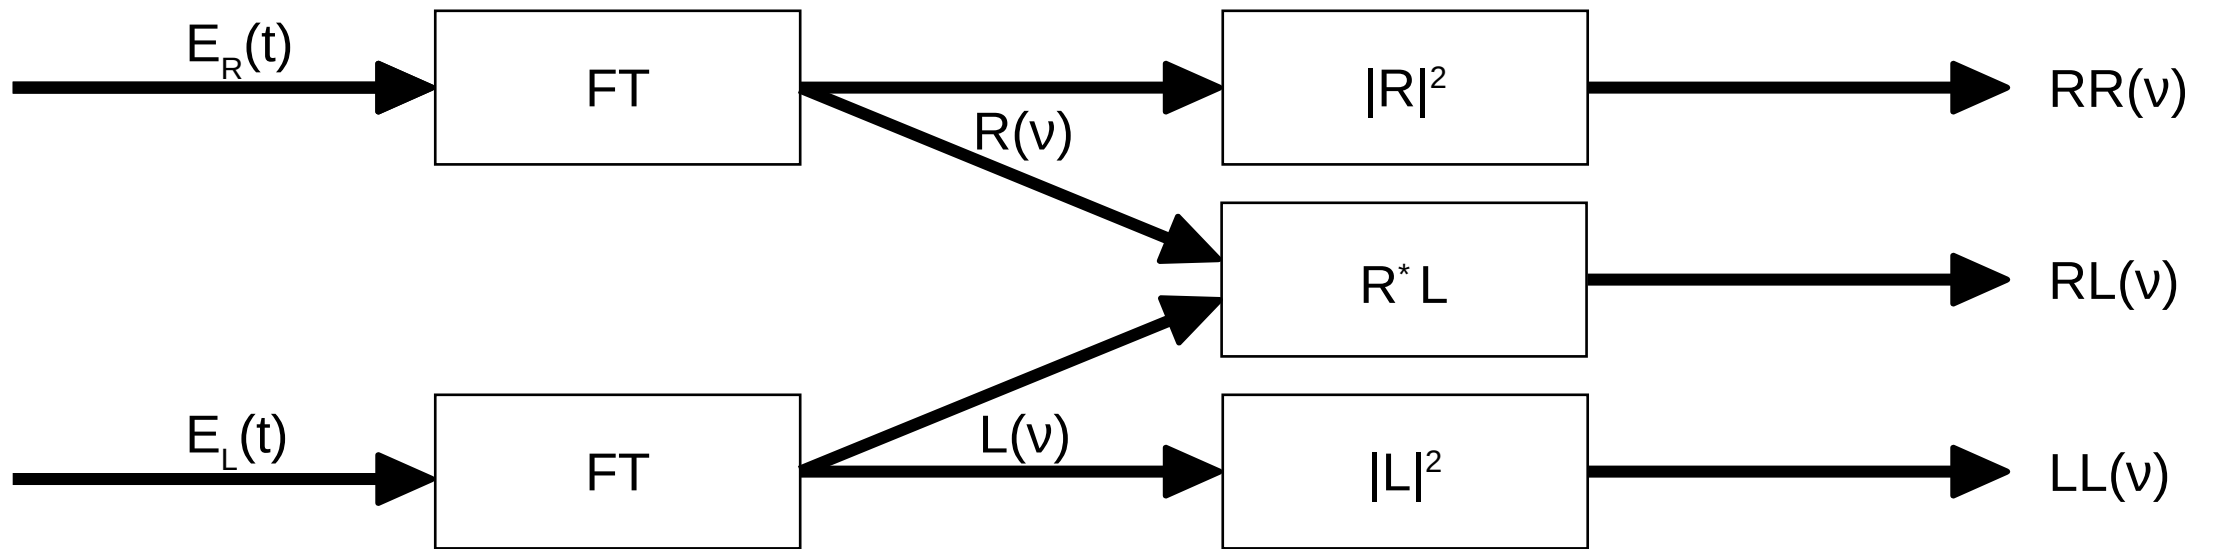 E_R(t)
FT
|R|²
RR(ν)
R(ν)
R* L
RL(ν)
E_L(t)
FT
L(ν)
|L|²
LL(ν)